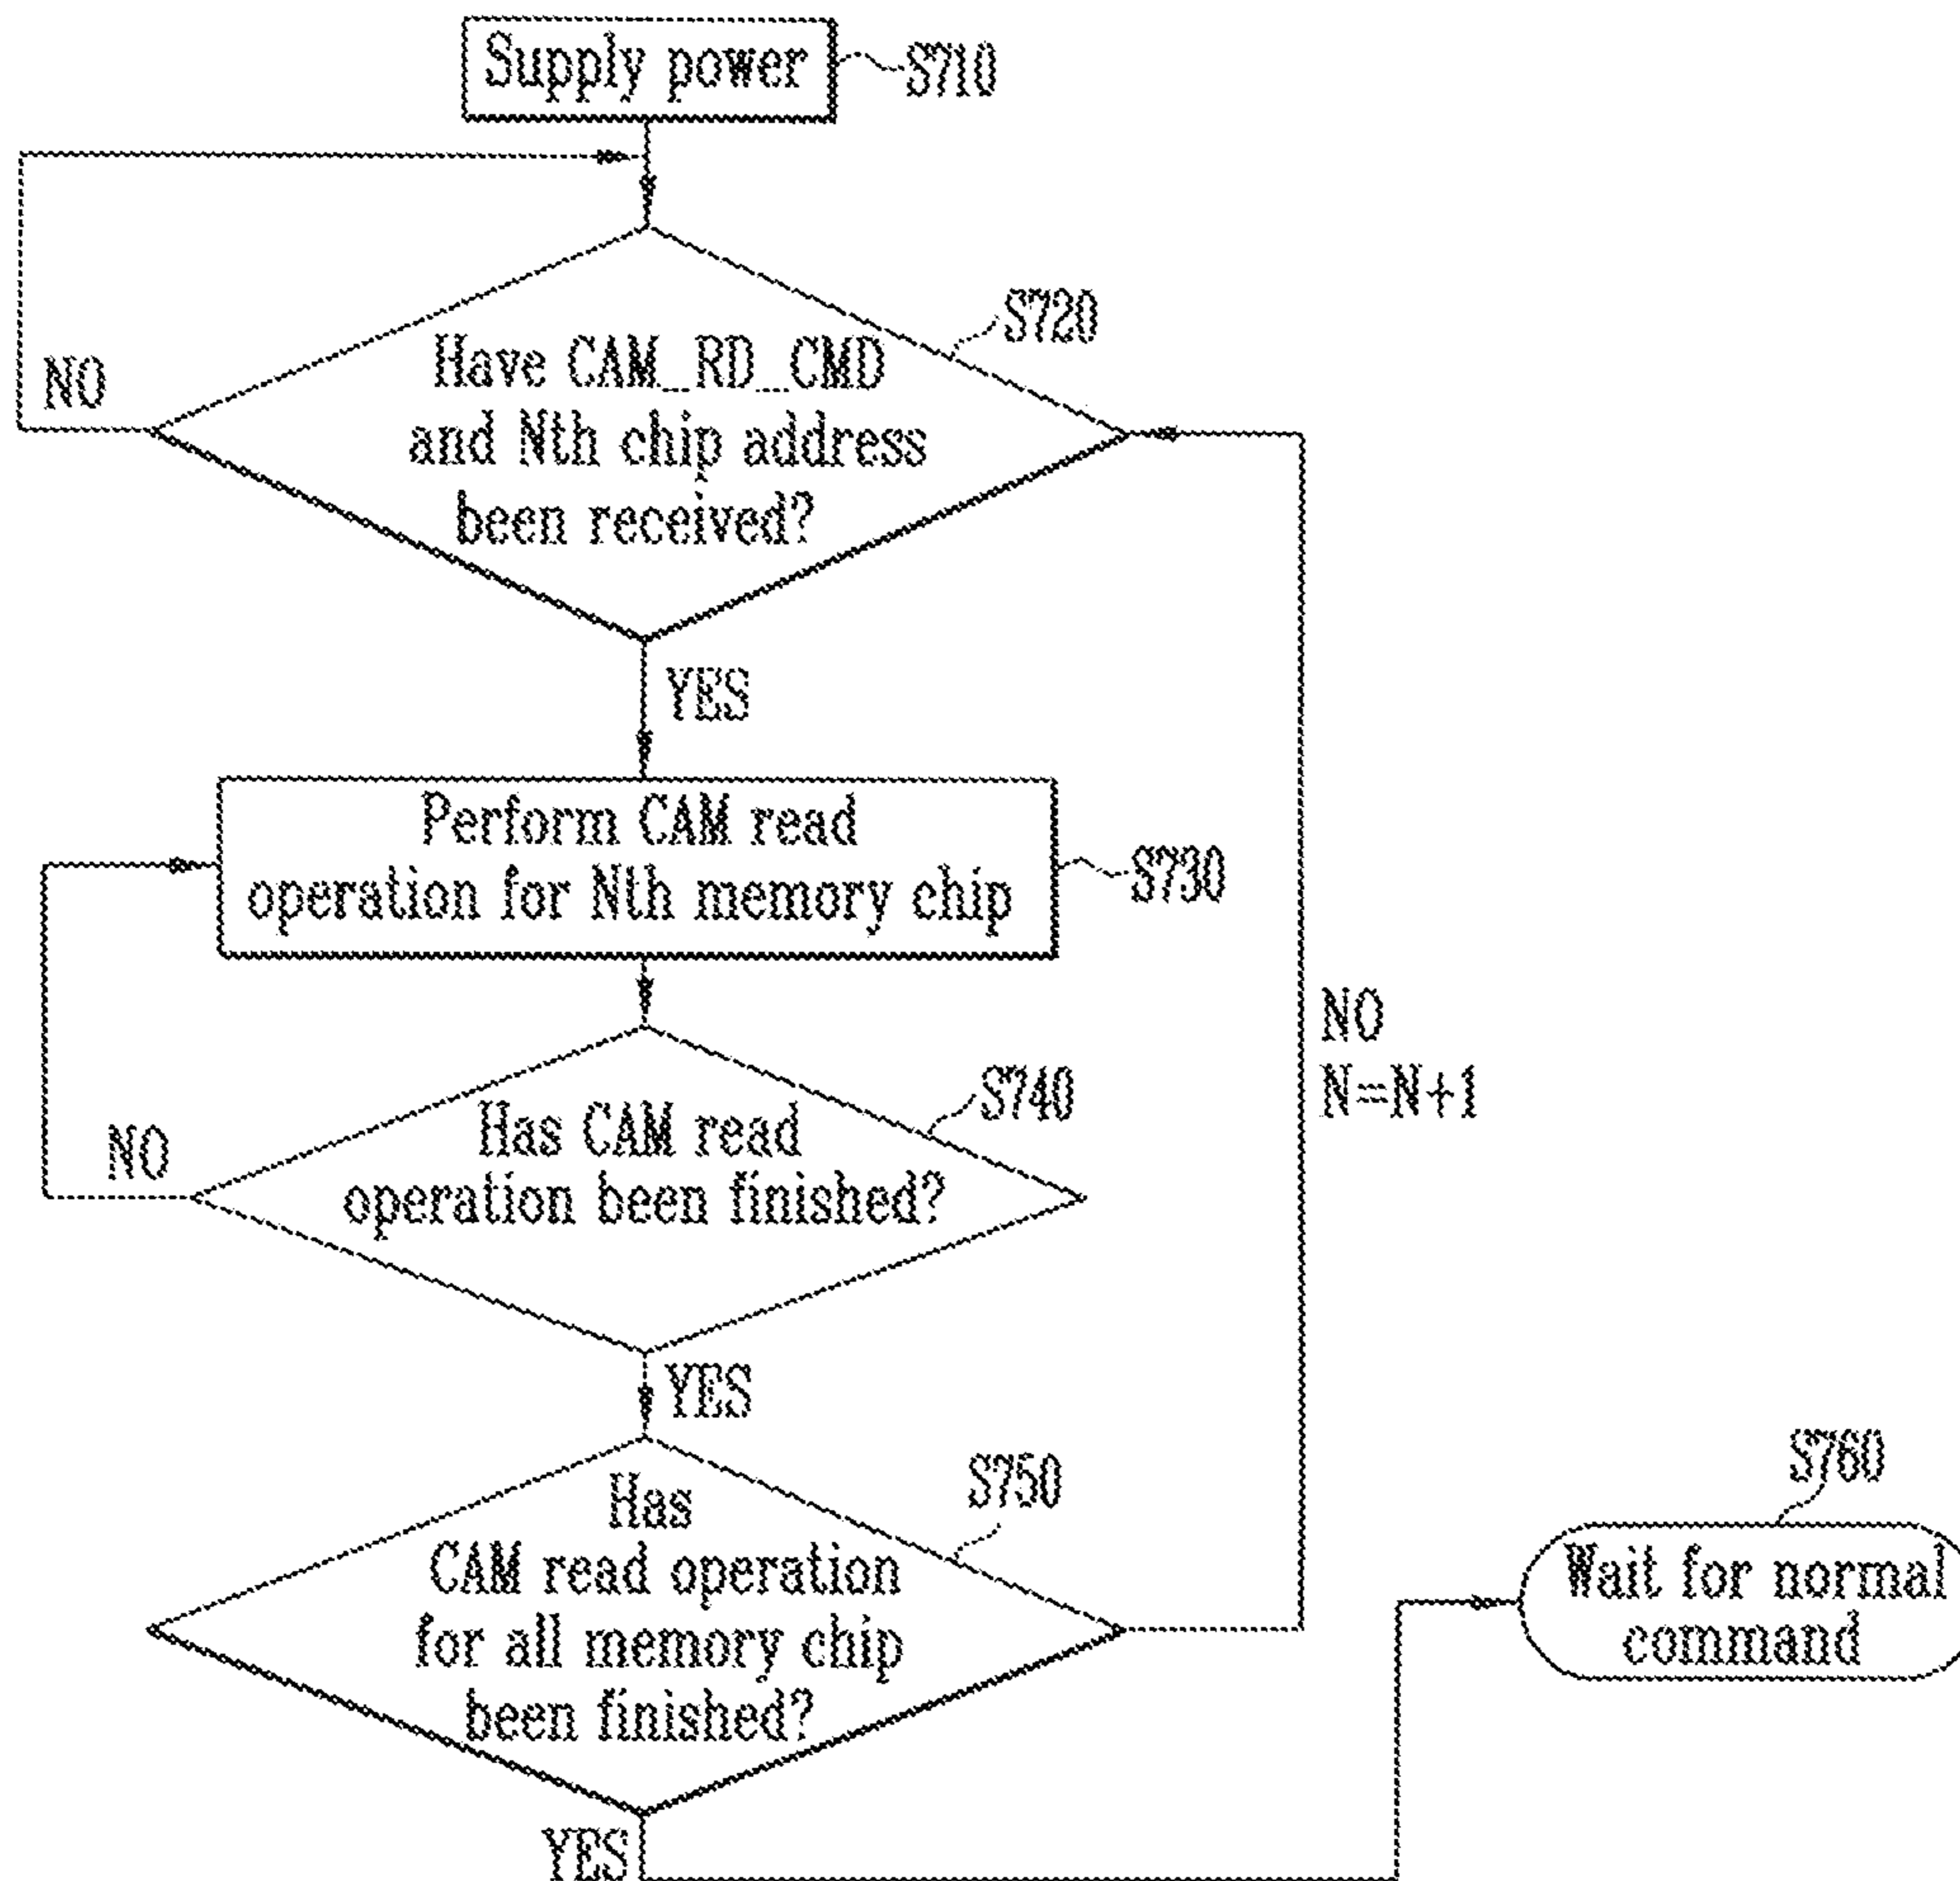 Supply power
S710
S720
Have CAM_RD_CMD
and Nth chip address
been received?
NO
YES
Perform CAM read
operation for Nth memory chip
S730
NO
N=N+1
S740
Has CAM read
operation been finished?
NO
YES
S750
Has
CAM read operation
for all memory chip
been finished?
YES
S760
Wait for normal
command